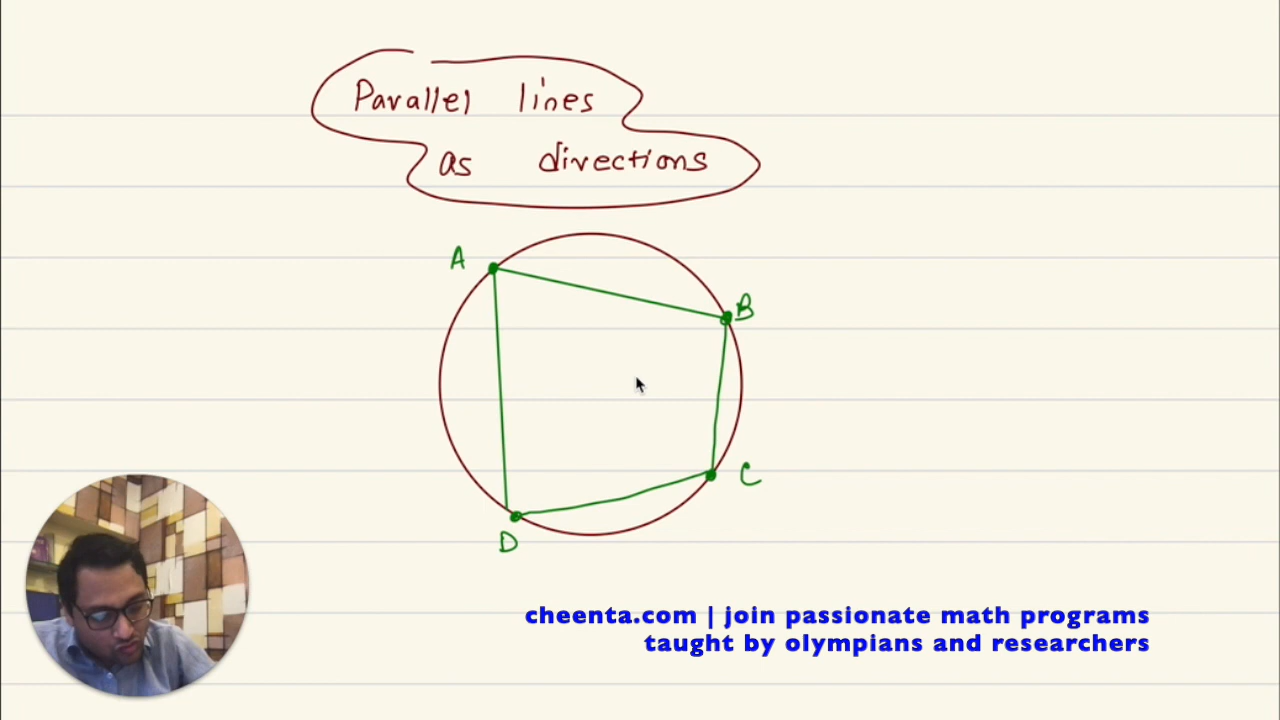 Parallel lines
as directions
A
B
C
D
cheenta.com | join passionate math programs
taught by olympians and researchers